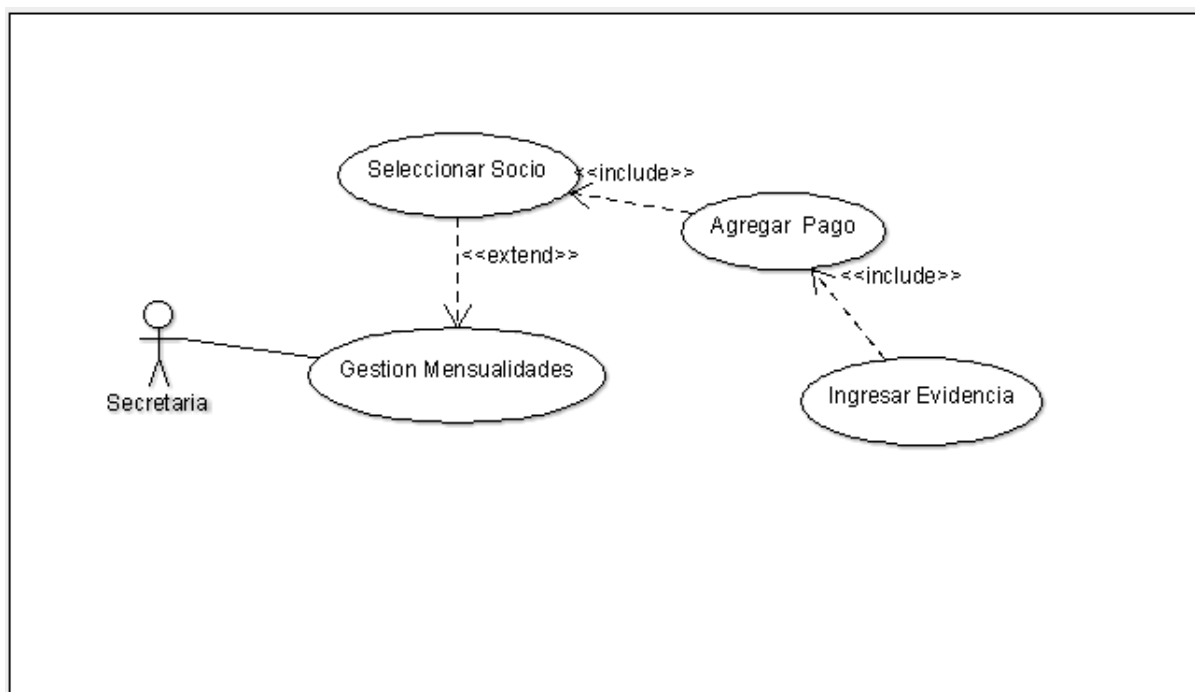 Seleccionar Socio
<<include>>
Agregar Pago
<<extend>>
<<include>>
Gestion Mensualidades
Ingresar Evidencia
Secretaria